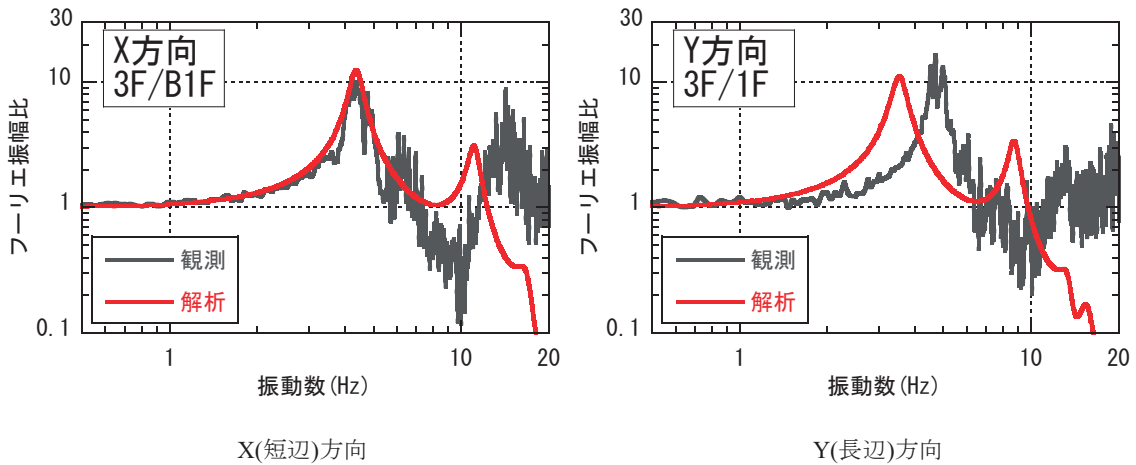 30
10
1
0.1
フーリエ振幅比
X方向
3F/B1F
観測
解析
1
10
20
振動数(Hz)
X(短辺)方向
30
10
1
0.1
フーリエ振幅比
Y方向
3F/1F
観測
解析
1
10
20
振動数(Hz)
Y(長辺)方向